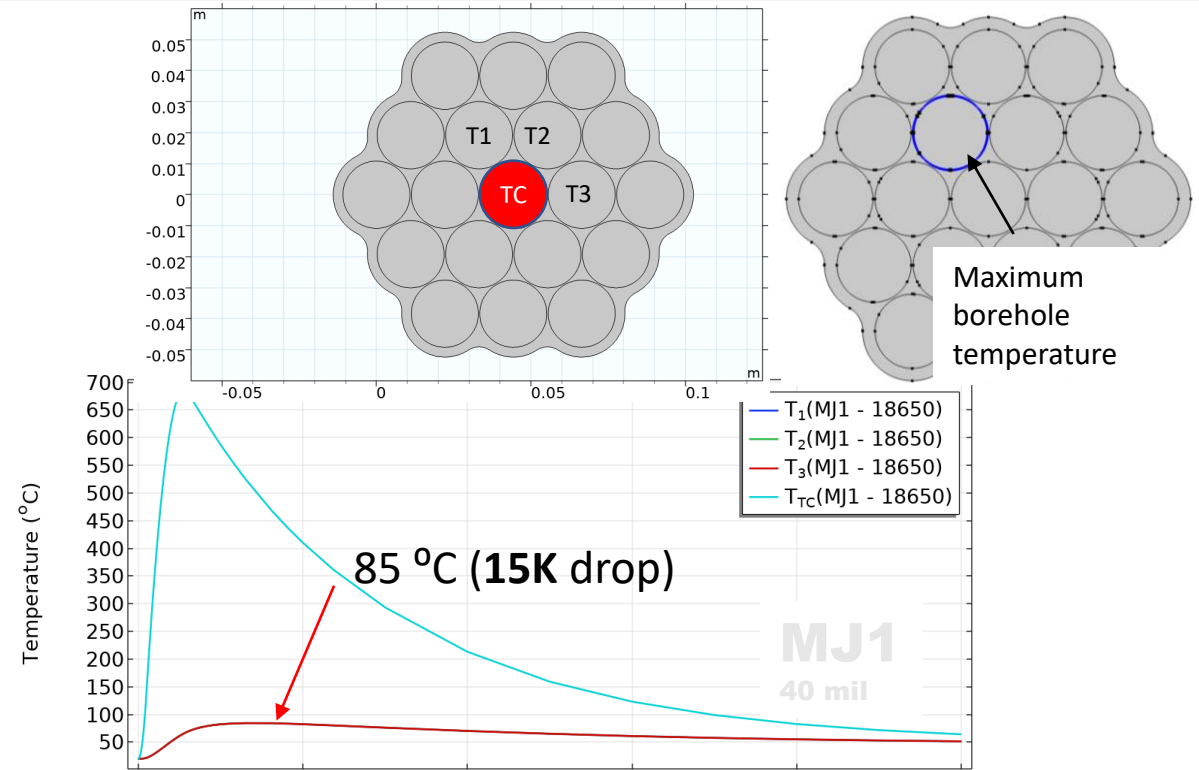 m
0.05
0.04
0.03
0.02
0.01
0
-0.01
-0.02
-0.03
-0.04
-0.05
T1 T2
TC T3
m
-0.05 0 0.05 0.1
Maximum
borehole
temperature
700
650
600
550
500
450
400
350
300
250
200
150
100
50
Temperature (°C)
T1(MJ1 - 18650)
T2(MJ1 - 18650)
T3(MJ1 - 18650)
TTC(MJ1 - 18650)
85 ⁰C (15K drop)
MJ1
40 mil